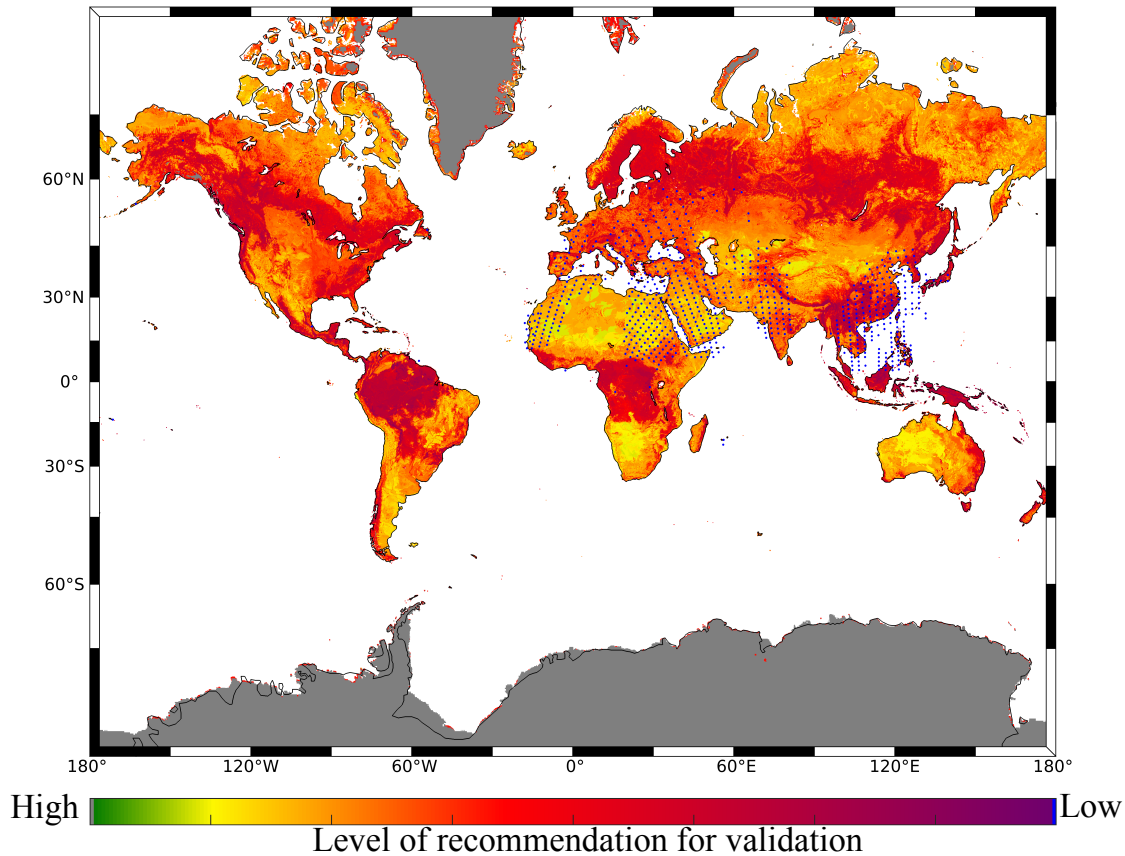 60°N
30°N
0°
30°S
60°S
180° 120°W 60°W 0° 60°E 120°E 180°
High Low
Level of recommendation for validation